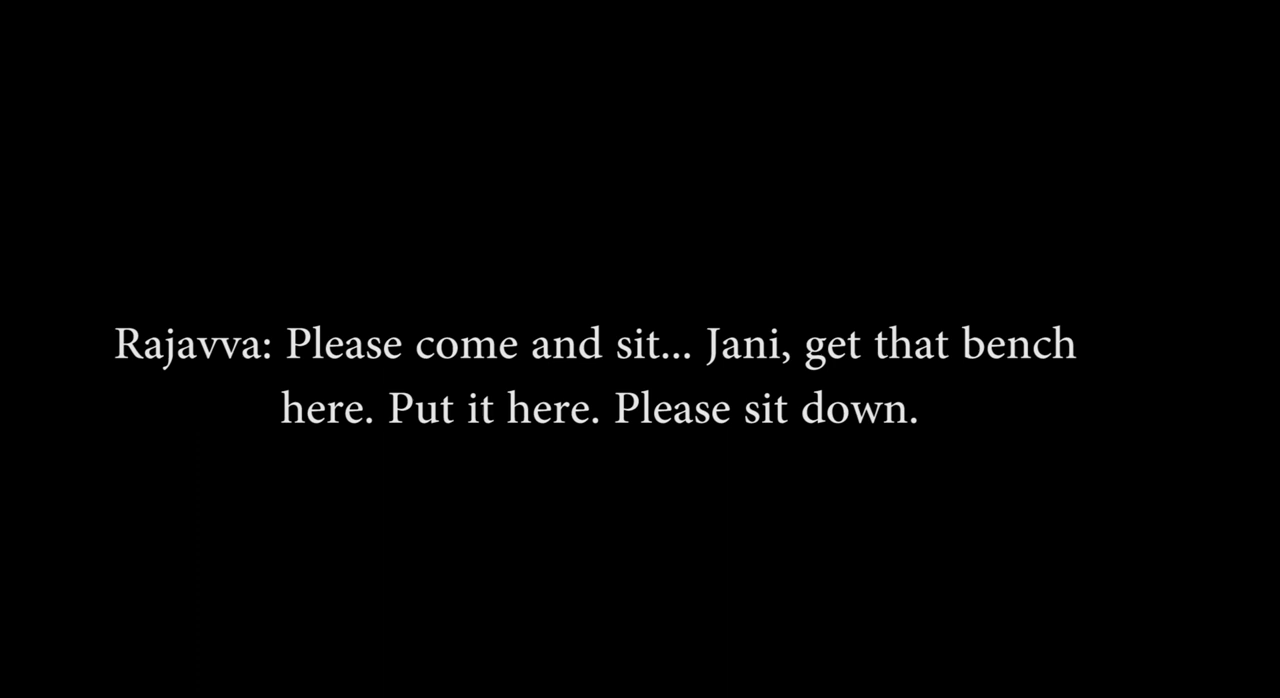 Rajavva: Please come and sit... Jani, get that bench
here. Put it here. Please sit down.